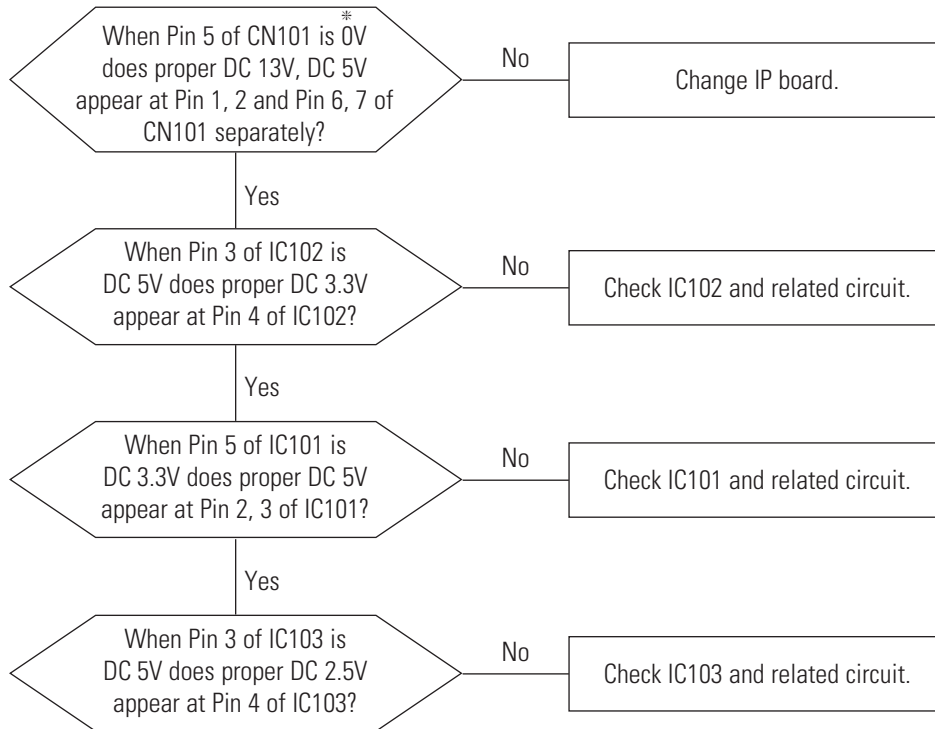 ※
When Pin 5 of CN101 is 0V
does proper DC 13V, DC 5V
appear at Pin 1, 2 and Pin 6, 7 of
CN101 separately?
No
Change IP board.
Yes
When Pin 3 of IC102 is
DC 5V does proper DC 3.3V
appear at Pin 4 of IC102?
No
Check IC102 and related circuit.
Yes
When Pin 5 of IC101 is
DC 3.3V does proper DC 5V
appear at Pin 2, 3 of IC101?
No
Check IC101 and related circuit.
Yes
When Pin 3 of IC103 is
DC 5V does proper DC 2.5V
appear at Pin 4 of IC103?
No
Check IC103 and related circuit.